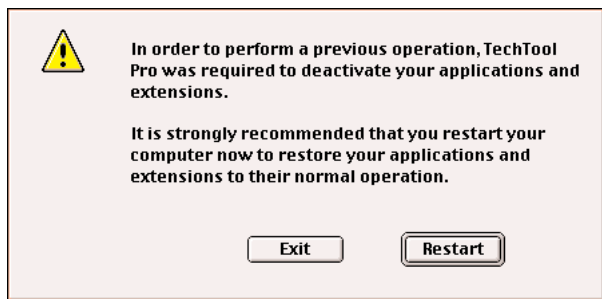 In order to perform a previous operation, TechTool
Pro was required to deactivate your applications and
extensions.
It is strongly recommended that you restart your
computer now to restore your applications and
extensions to their normal operation.
Exit
Restart